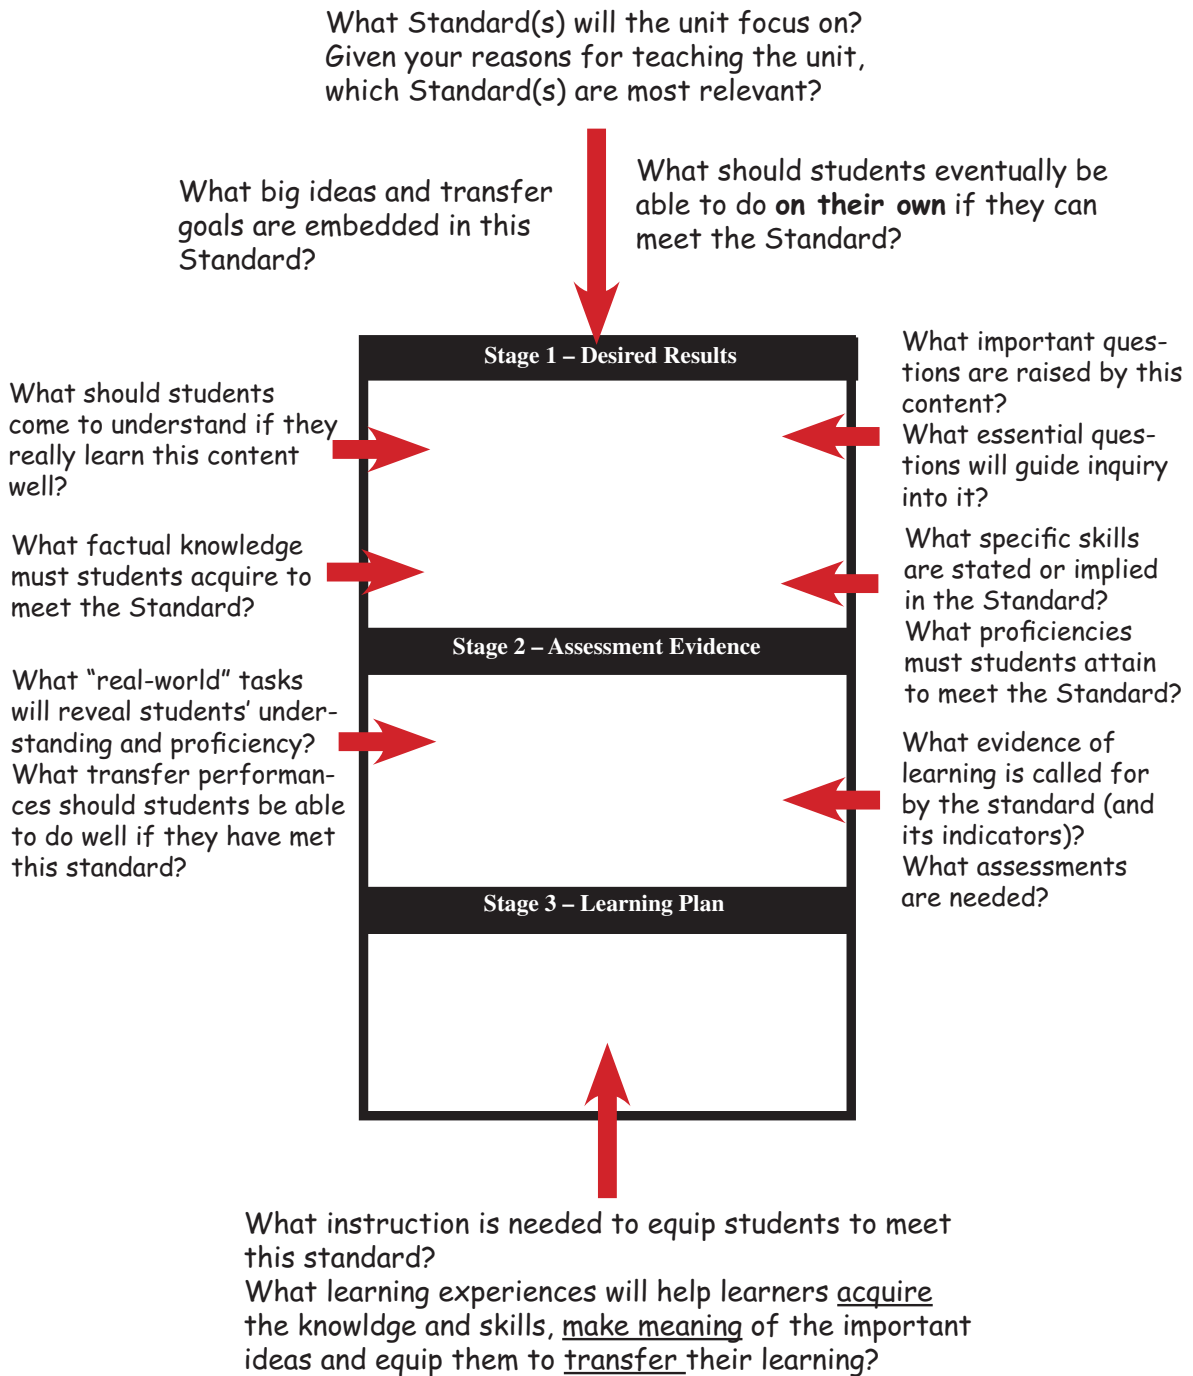 What Standard(s) will the unit focus on?
Given your reasons for teaching the unit,
which Standard(s) are most relevant?
What big ideas and transfer
goals are embedded in this
Standard?
What should students eventually be
able to do on their own if they can
meet the Standard?
Stage 1 – Desired Results
What should students
come to understand if they
really learn this content
well?
What important ques-
tions are raised by this
content?
What essential ques-
tions will guide inquiry
into it?
What factual knowledge
must students acquire to
meet the Standard?
What specific skills
are stated or implied
in the Standard?
What proficiencies
must students attain
to meet the Standard?
Stage 2 – Assessment Evidence
What “real-world” tasks
will reveal students’ under-
standing and proficiency?
What transfer performan-
ces should students be able
to do well if they have met
this standard?
What evidence of
learning is called for
by the standard (and
its indicators)?
What assessments
are needed?
Stage 3 – Learning Plan
What instruction is needed to equip students to meet
this standard?
What learning experiences will help learners acquire
the knowldge and skills, make meaning of the important
ideas and equip them to transfer their learning?